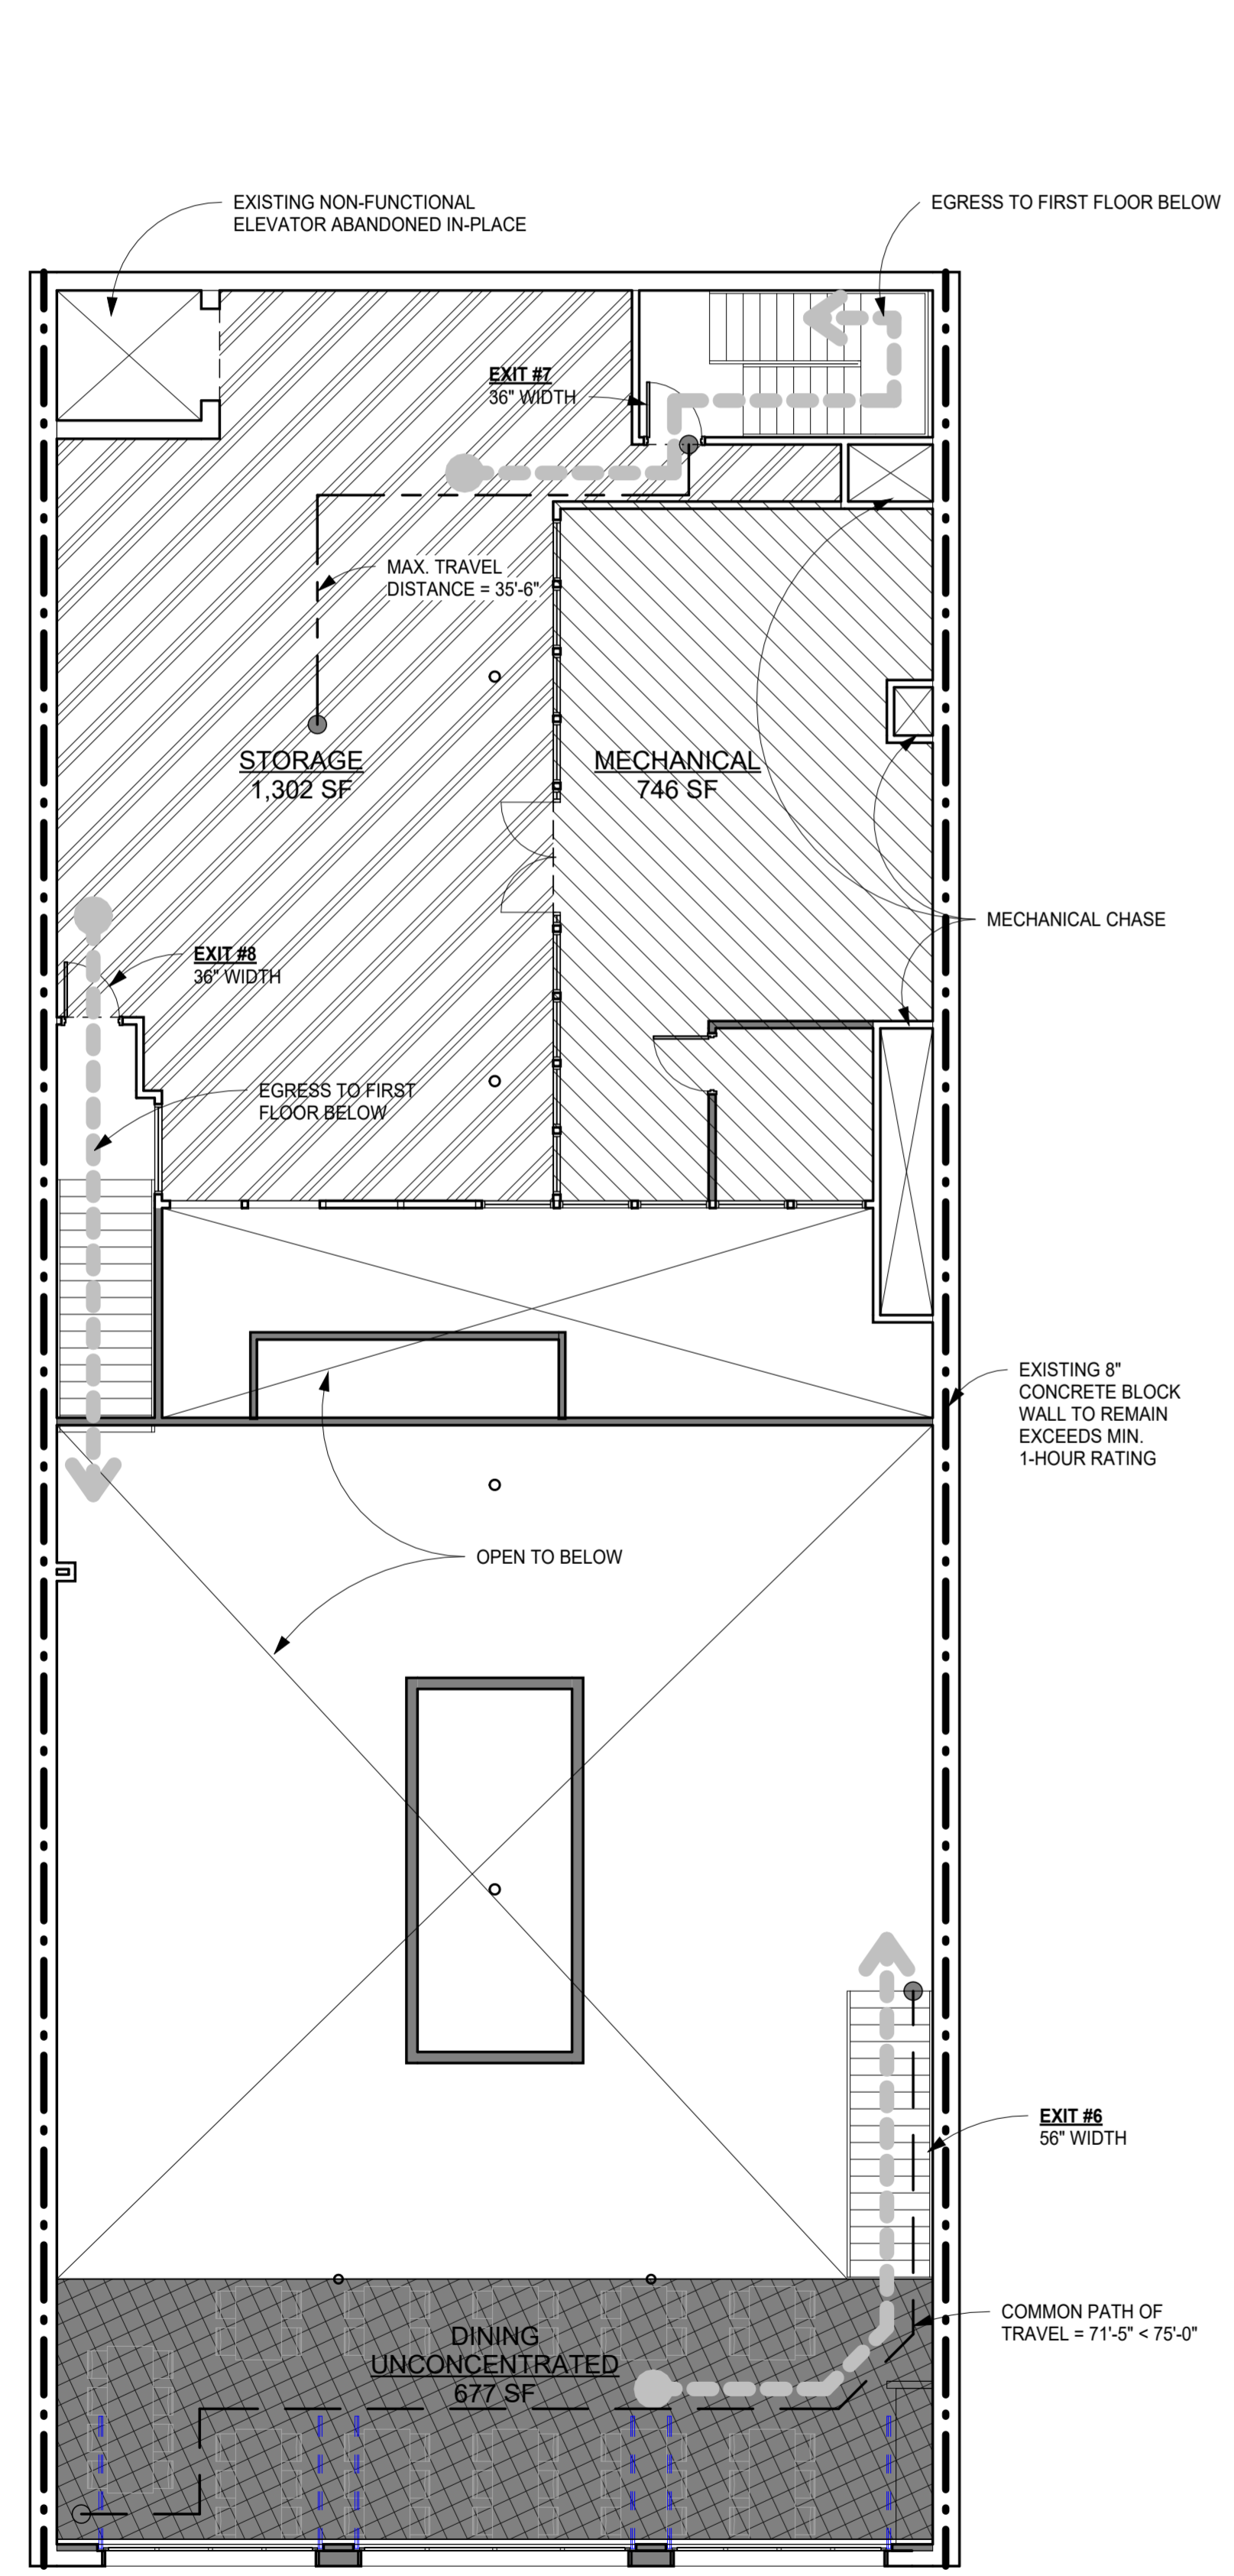 EXISTING NON-FUNCTIONAL
ELEVATOR ABANDONED IN-PLACE
EGRESS TO FIRST FLOOR BELOW
EXIT #7
36" WIDTH
MAX. TRAVEL
DISTANCE = 35'-6"
STORAGE
1,302 SF
MECHANICAL
746 SF
MECHANICAL CHASE
EXIT #8
36" WIDTH
EGRESS TO FIRST
FLOOR BELOW
EXISTING 8"
CONCRETE BLOCK
WALL TO REMAIN
EXCEEDS MIN.
1-HOUR RATING
OPEN TO BELOW
EXIT #6
56" WIDTH
COMMON PATH OF
TRAVEL = 71'-5" < 75'-0"
DINING
UNCONCENTRATED
677 SF